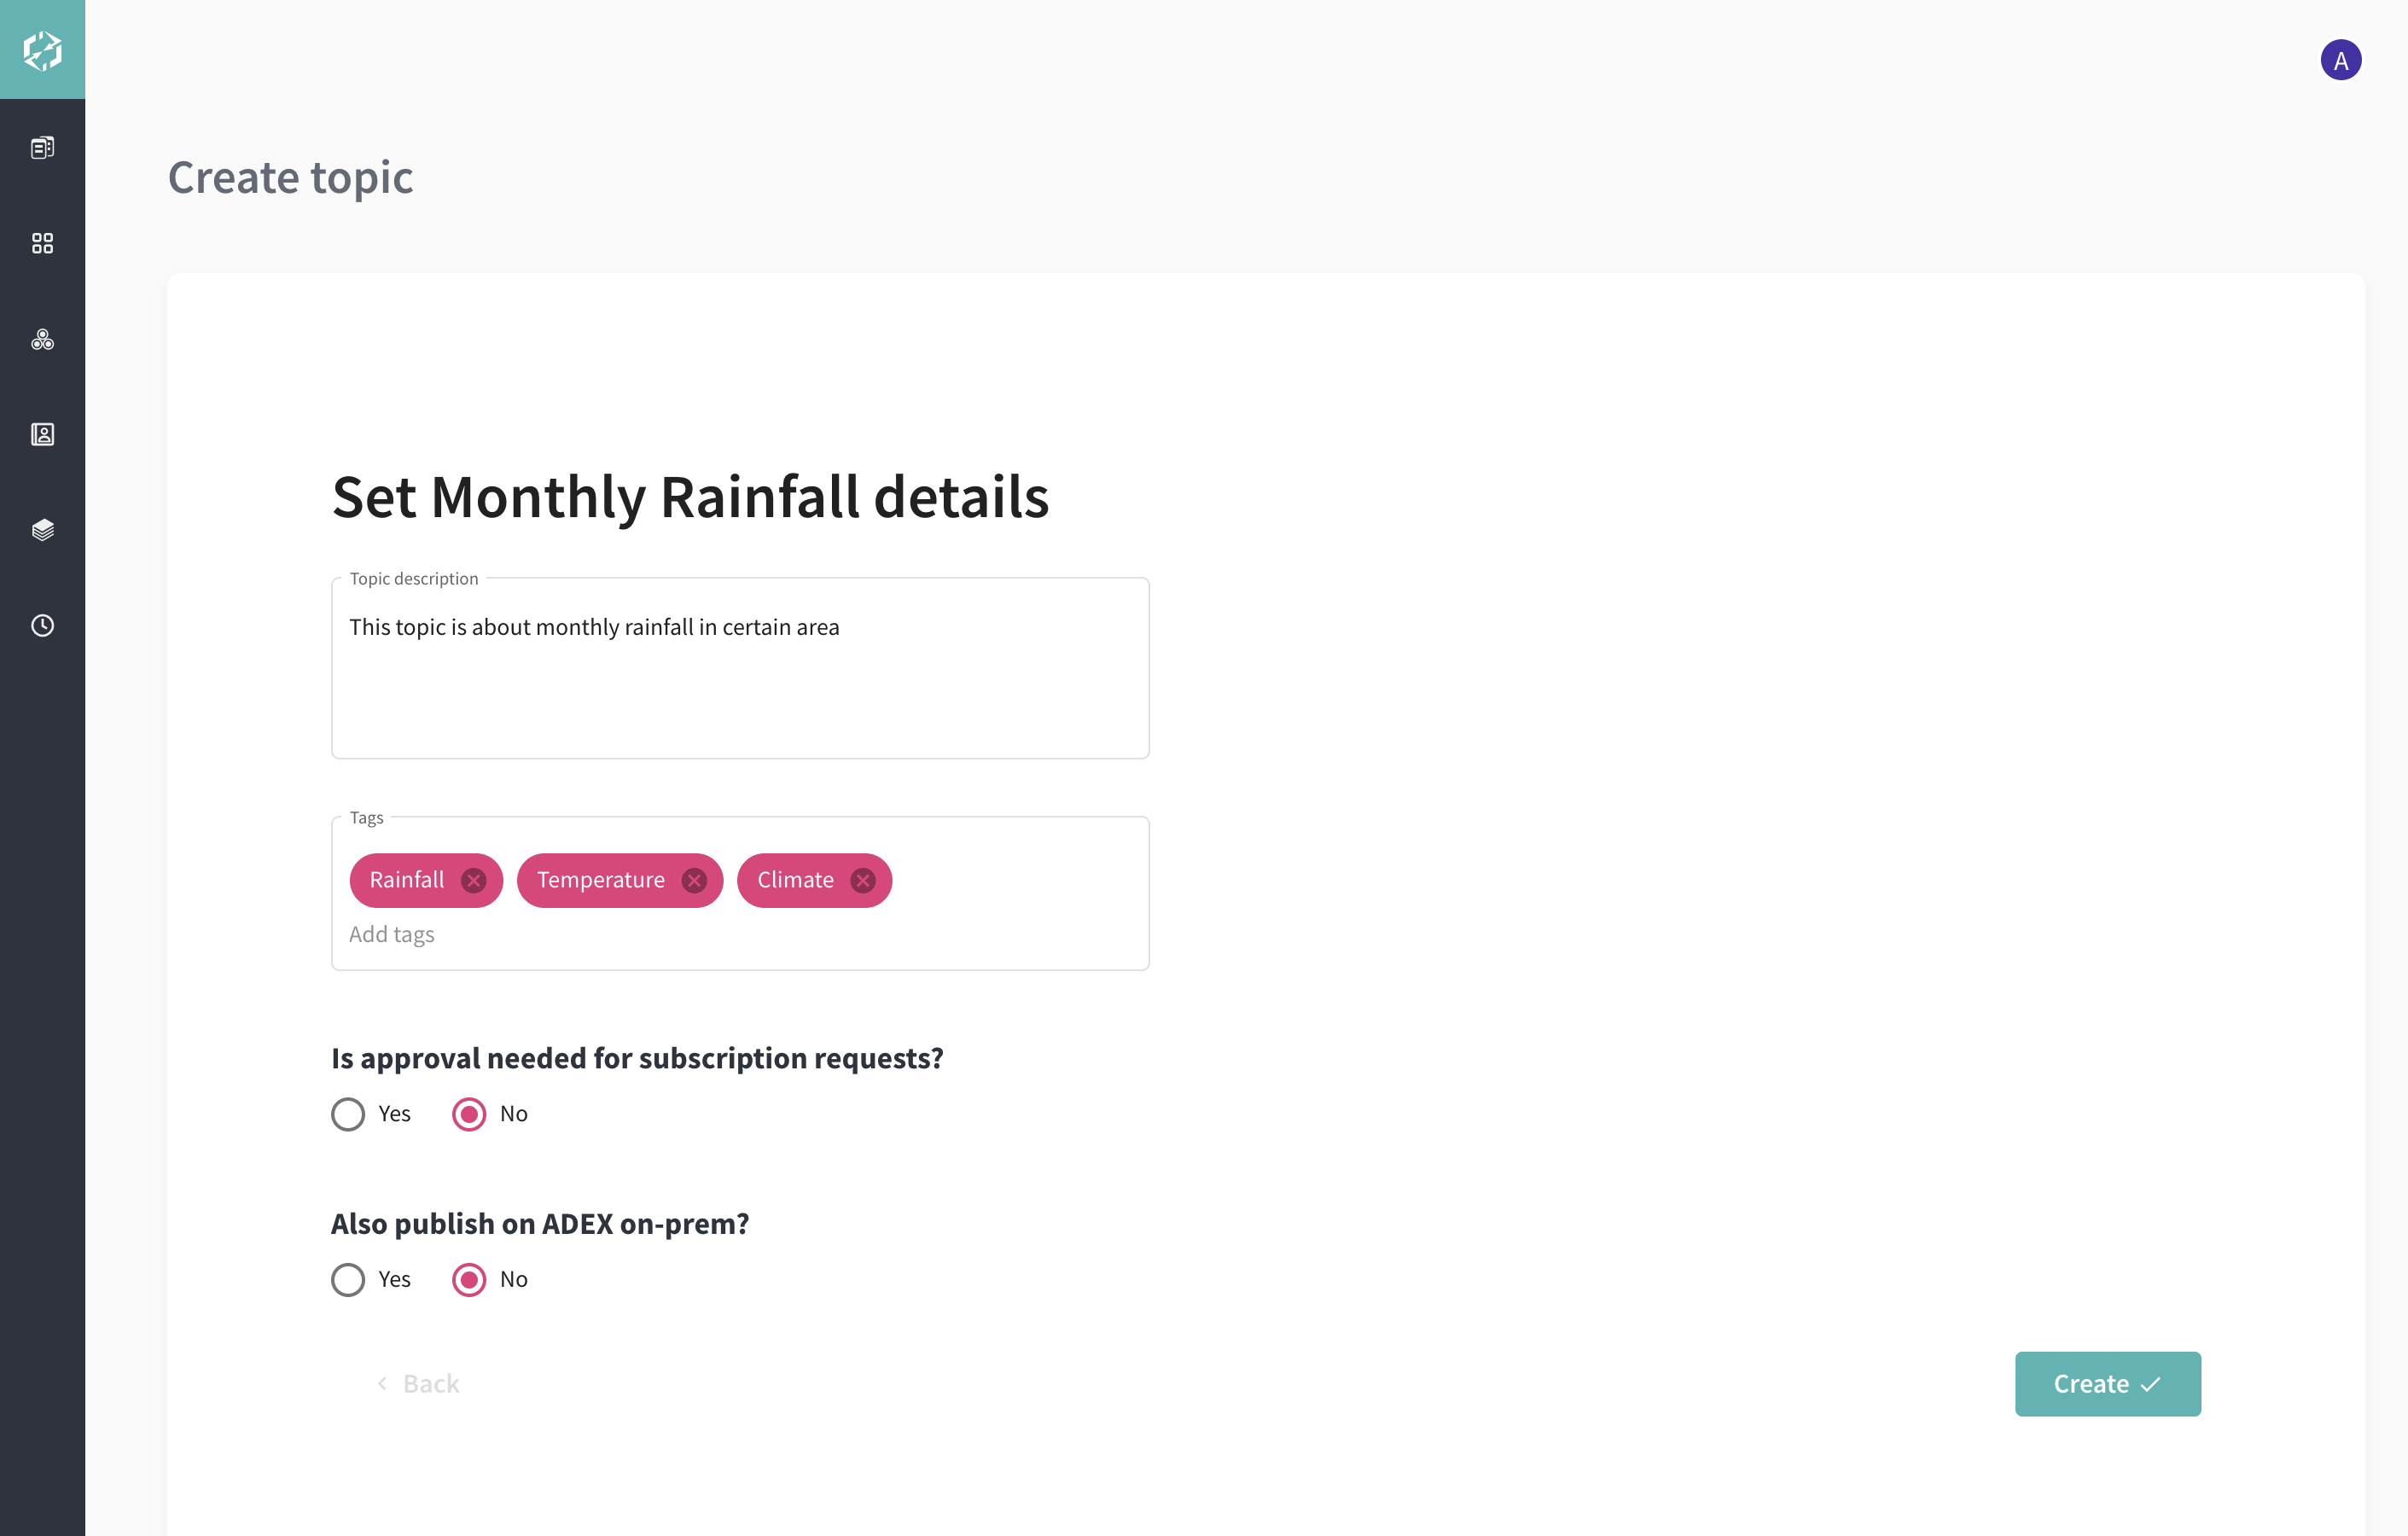 A
Create topic
Set Monthly Rainfall details
Topic description
This topic is about monthly rainfall in certain area
Tags
Rainfall Temperature Climate
Add tags
Is approval needed for subscription requests?
Yes No
Also publish on ADEX on-prem?
Yes No
Back Create